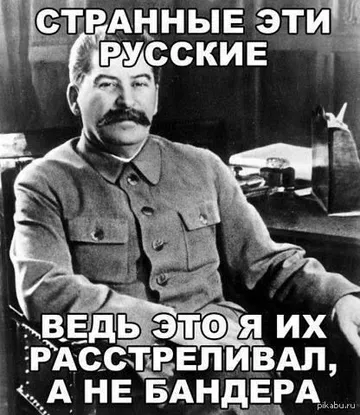 СТРАННЫЕ ЭТИ
РУССКИЕ
ВЕДЬ ЭТО Я ИХ
РАССТРЕЛИВАЛ,
А НЕ БАНДЕРА
pikabu.ru